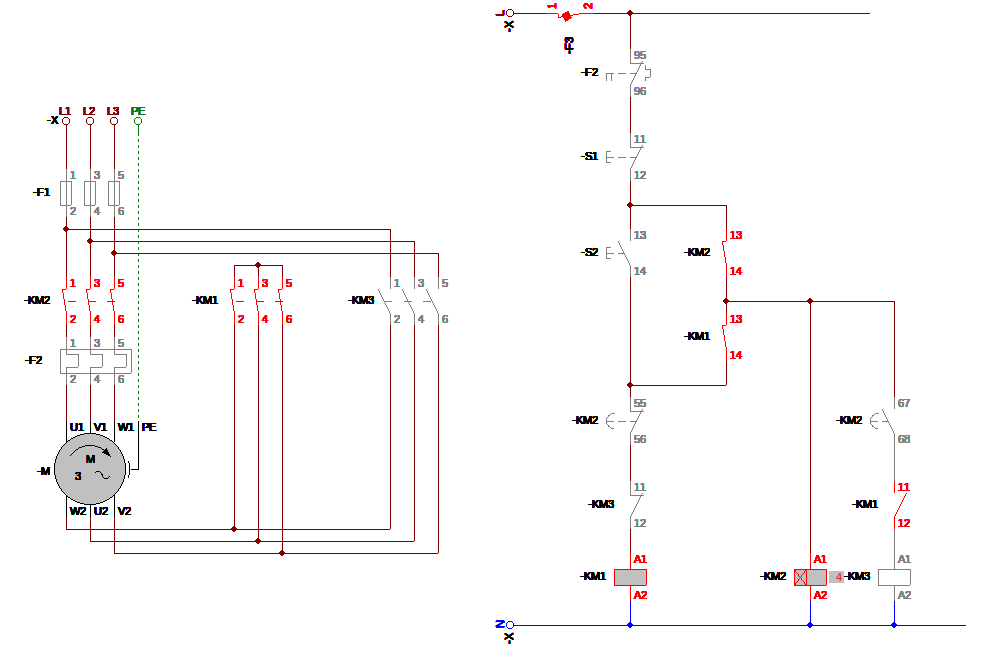 L1 L2 L3 PE
-X
1 3 5
-F1
2 4 6
1 3 5
-KM2
2 4 6
1 3 5
-KM1
2 4 6
1 3 5
-KM3
2 4 6
1 3 5
-F2
2 4 6
U1 V1 W1 PE
-M
M
3
W2 U2 V2
L
-X
1 2
-F3
95
-F2
96
11
-S1
12
13
-S2
14
13
-KM2
14
13
-KM1
14
55
-KM2
56
67
-KM2
68
11
-KM3
12
11
-KM1
12
A1
-KM1
A2
A1
-KM2
4
A2
A1
-KM3
A2
N
-X